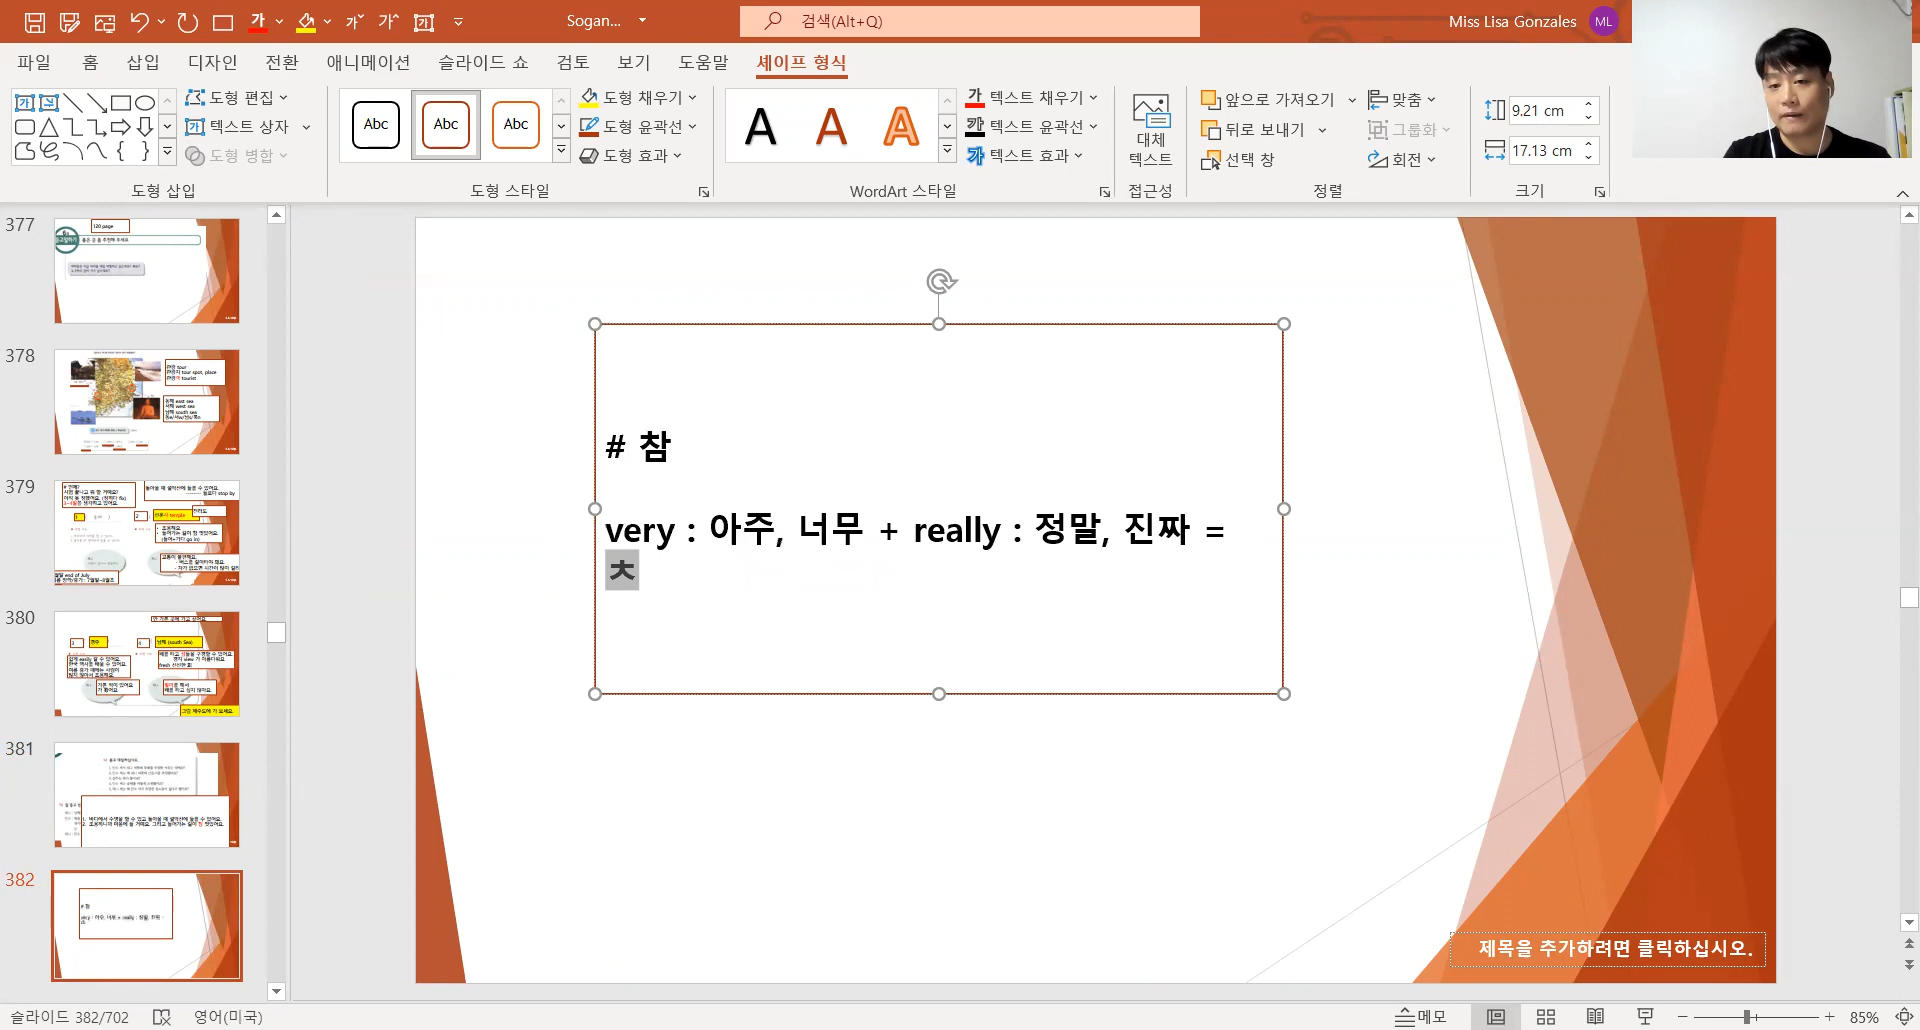 Sogan...
검색(Alt+Q)
Miss Lisa Gonzales
ML
파일 홈 삽입 디자인 전환 애니메이션 슬라이드 쇼 검토 보기 도움말 셰이프 형식
도형 편집
텍스트 상자
도형 병합
도형 삽입
Abc Abc Abc
도형 채우기
도형 윤곽선
도형 효과
도형 스타일
A A A
텍스트 채우기
텍스트 윤곽선
텍스트 효과
WordArt 스타일
대체
텍스트
접근성
앞으로 가져오기
뒤로 보내기
선택 창
맞춤
그룹화
회전
정렬
9.21 cm
17.13 cm
크기
377
120 page
378
379
380
381
382
# 참
very : 아주, 너무 + really : 정말, 진짜 =
ㅊ
제목을 추가하려면 클릭하십시오.
슬라이드 382/702
영어(미국)
메모
85%